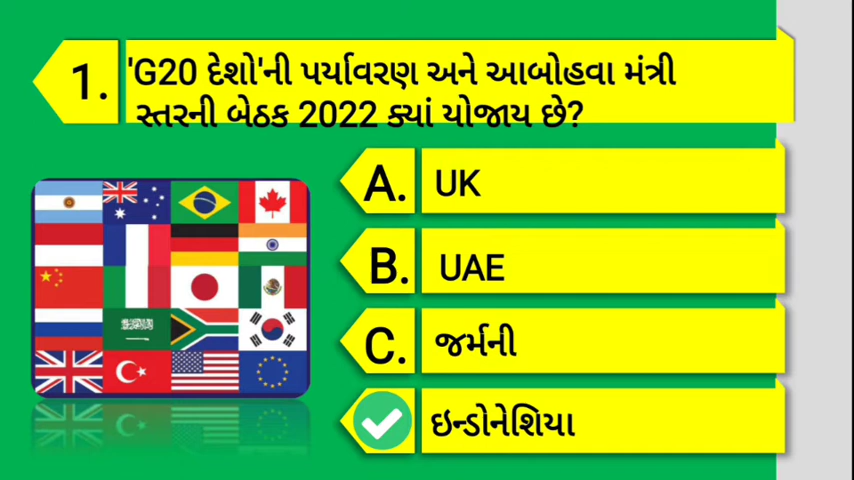 1. 'G20 દેશો'ની પર્યાવરણ અને આબોહવા મંત્રી
સ્તરની બેઠક 2022 ક્યાં યોજાય છે?
A. UK
B. UAE
C. જર્મની
ઇન્ડોનેશિયા